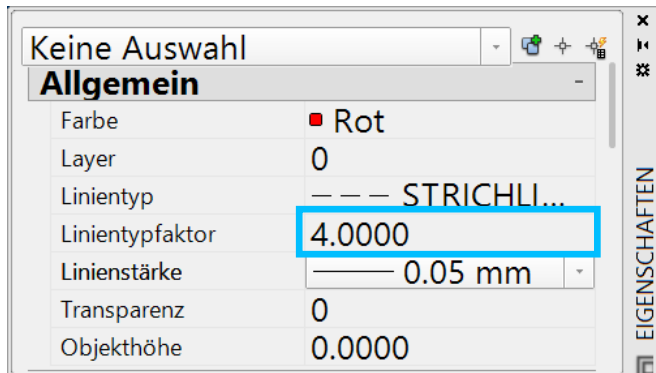 Keine Auswahl
Allgemein
Farbe Rot
Layer 0
Linientyp STRICHLI...
Linientypfaktor 4.0000
Linienstärke 0.05 mm
Transparenz 0
Objekthöhe 0.0000
EIGENSCHAFTEN